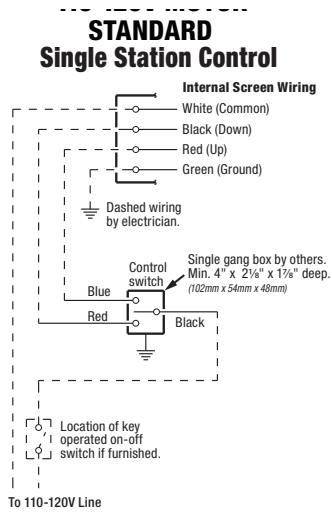 STANDARD
Single Station Control
Internal Screen Wiring
White (Common)
Black (Down)
Red (Up)
Green (Ground)
Dashed wiring
by electrician.
Single gang box by others.
Min. 4" x 2⅛" x 1⅞" deep.
(102mm x 54mm x 48mm)
Control
switch
Blue
Red
Black
Location of key
operated on-off
switch if furnished.
To 110-120V Line